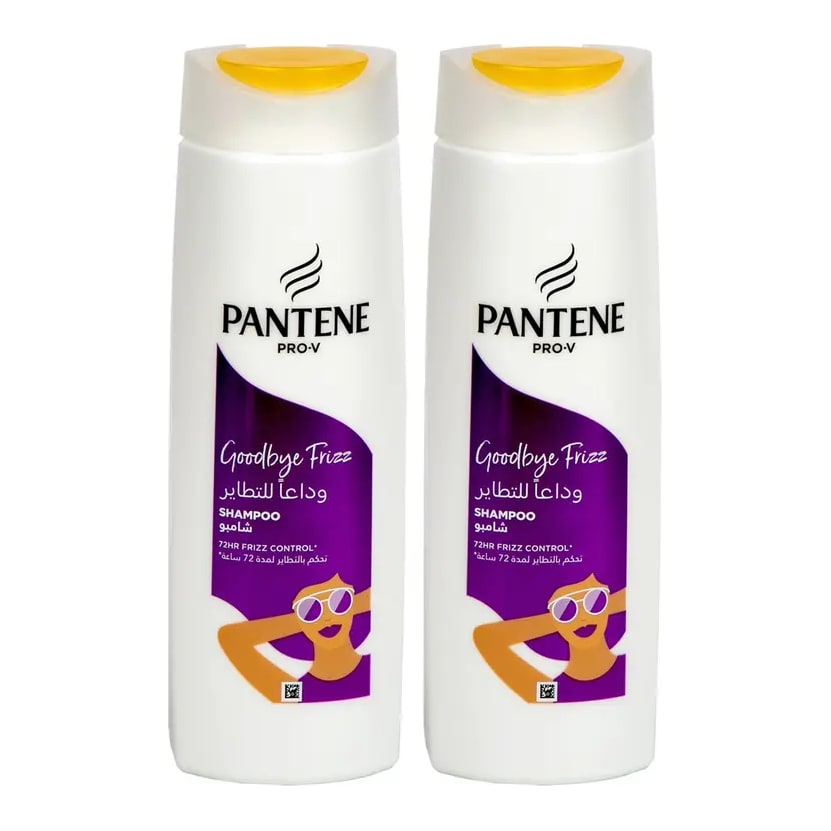 PANTENE
PRO-V
Goodbye Frizz
وداعاً للتطاير
SHAMPOO
شامبو
72HR FRIZZ CONTROL*
تحكم بالتطاير لمدة 72 ساعة*
PANTENE
PRO-V
Goodbye Frizz
وداعاً للتطاير
SHAMPOO
شامبو
72HR FRIZZ CONTROL*
تحكم بالتطاير لمدة 72 ساعة*